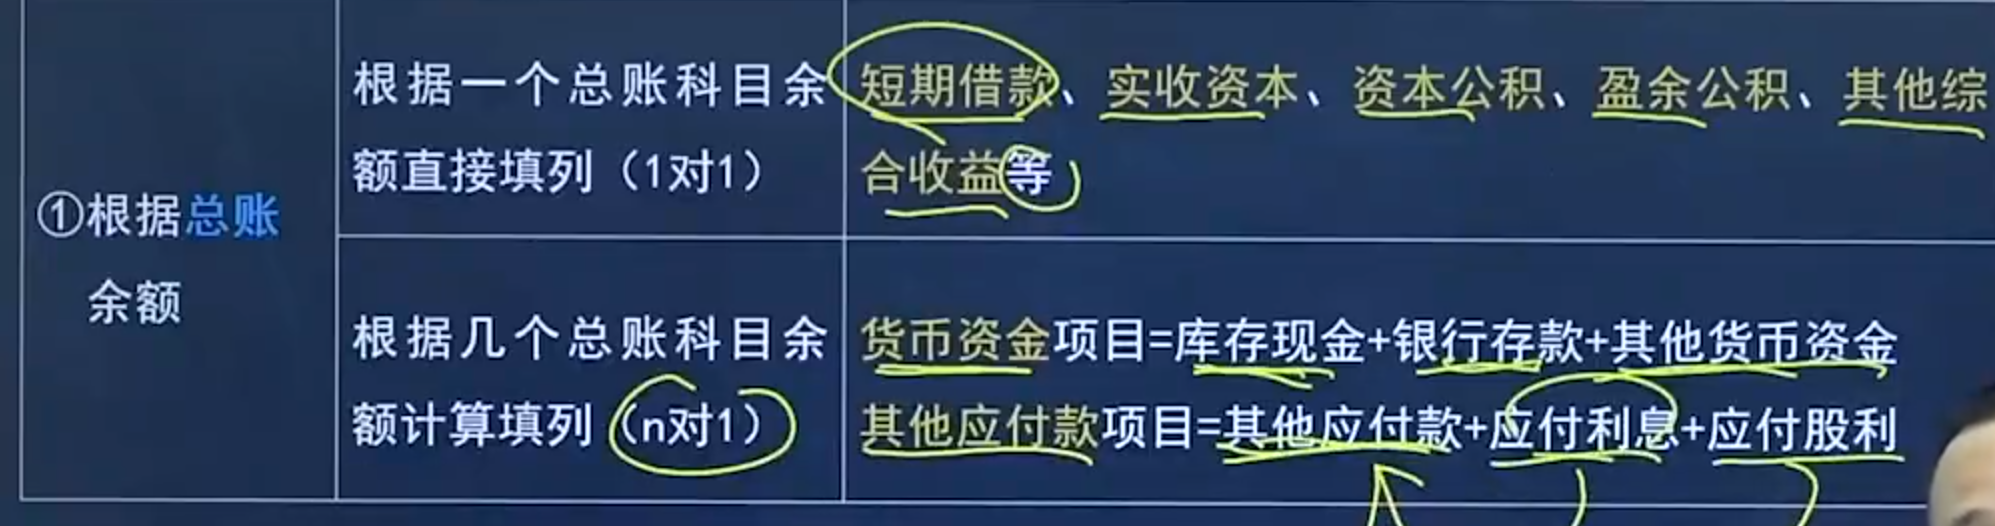 ①根据总账
余额
根据一个总账科目余
额直接填列（1对1）
短期借款、实收资本、资本公积、盈余公积、其他综
合收益等
根据几个总账科目余
额计算填列（n对1）
货币资金项目=库存现金+银行存款+其他货币资金
其他应付款项目=其他应付款+应付利息+应付股利